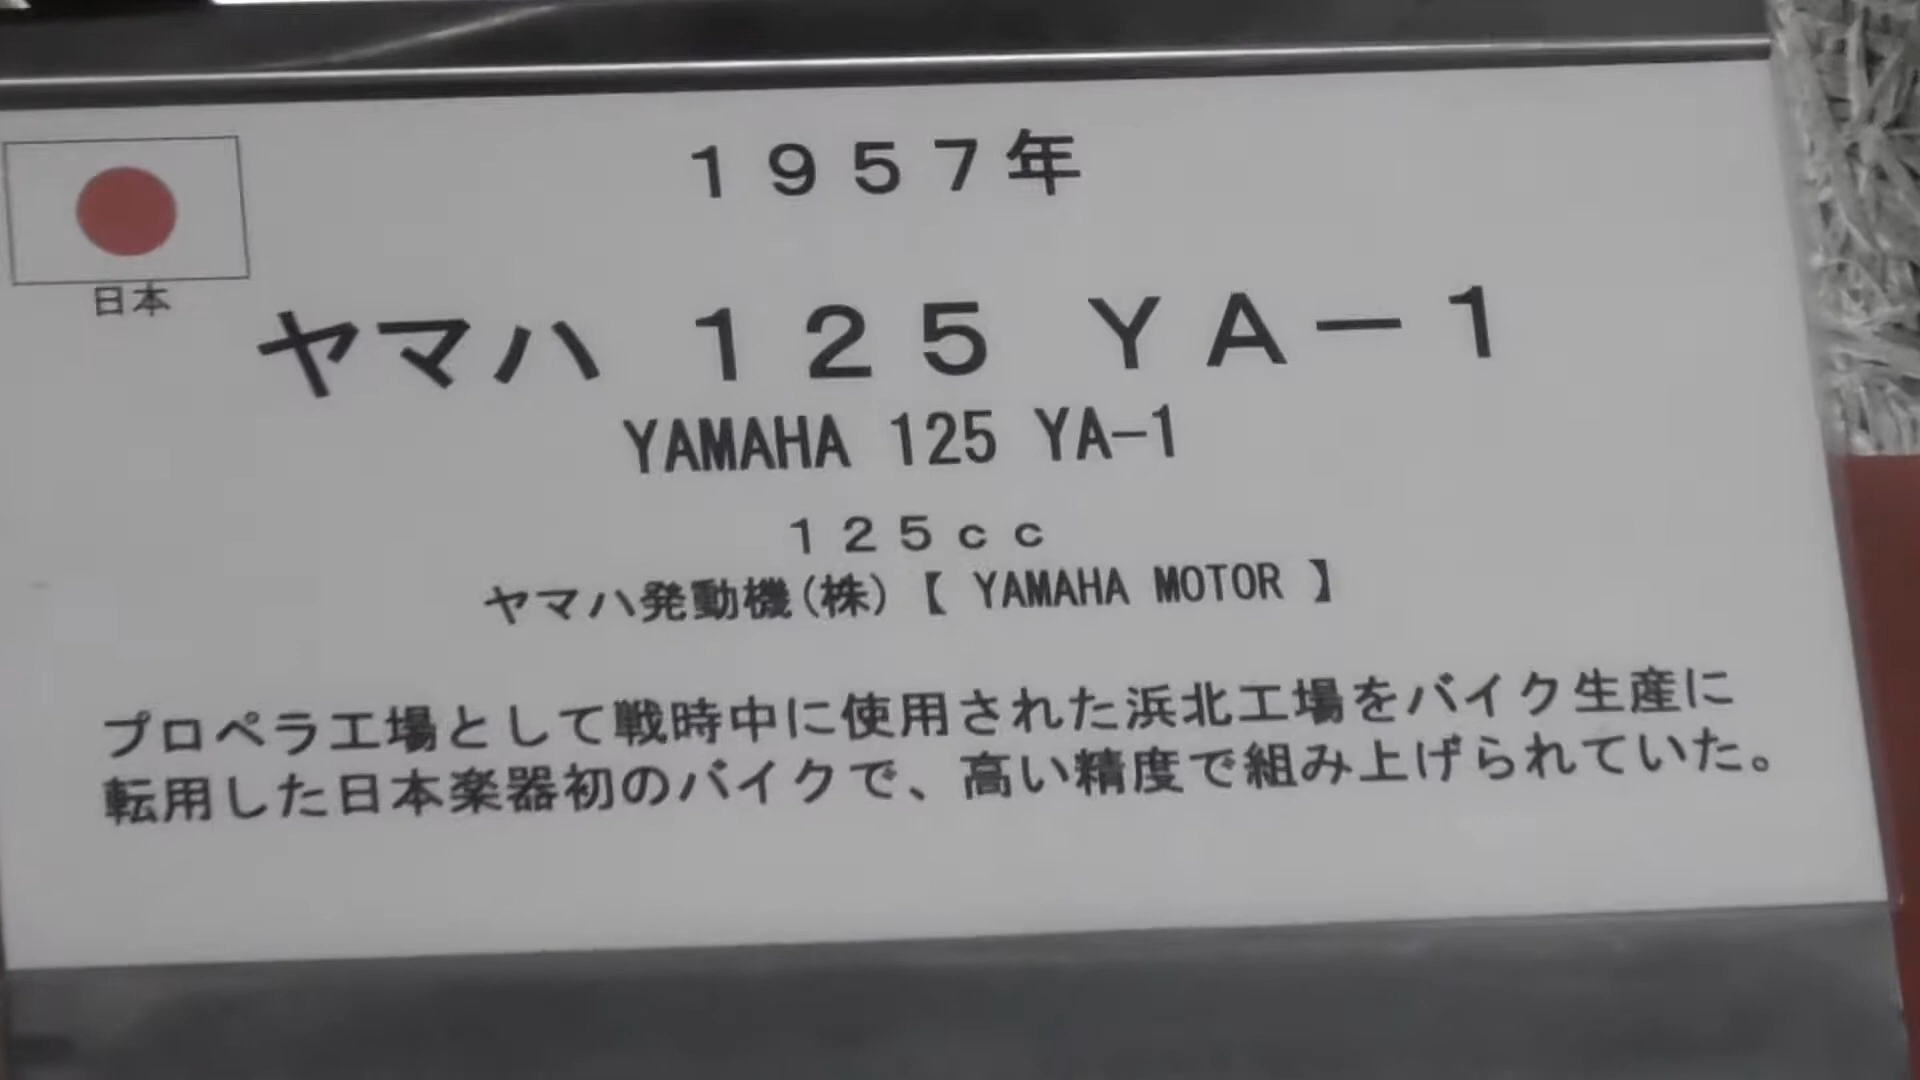 1957年
日本
ヤマハ 125 YA-1
YAMAHA 125 YA-1
125cc
ヤマハ発動機(株)【 YAMAHA MOTOR 】
プロペラ工場として戦時中に使用された浜北工場をバイク生産に
転用した日本楽器初のバイクで、高い精度で組み上げられていた。